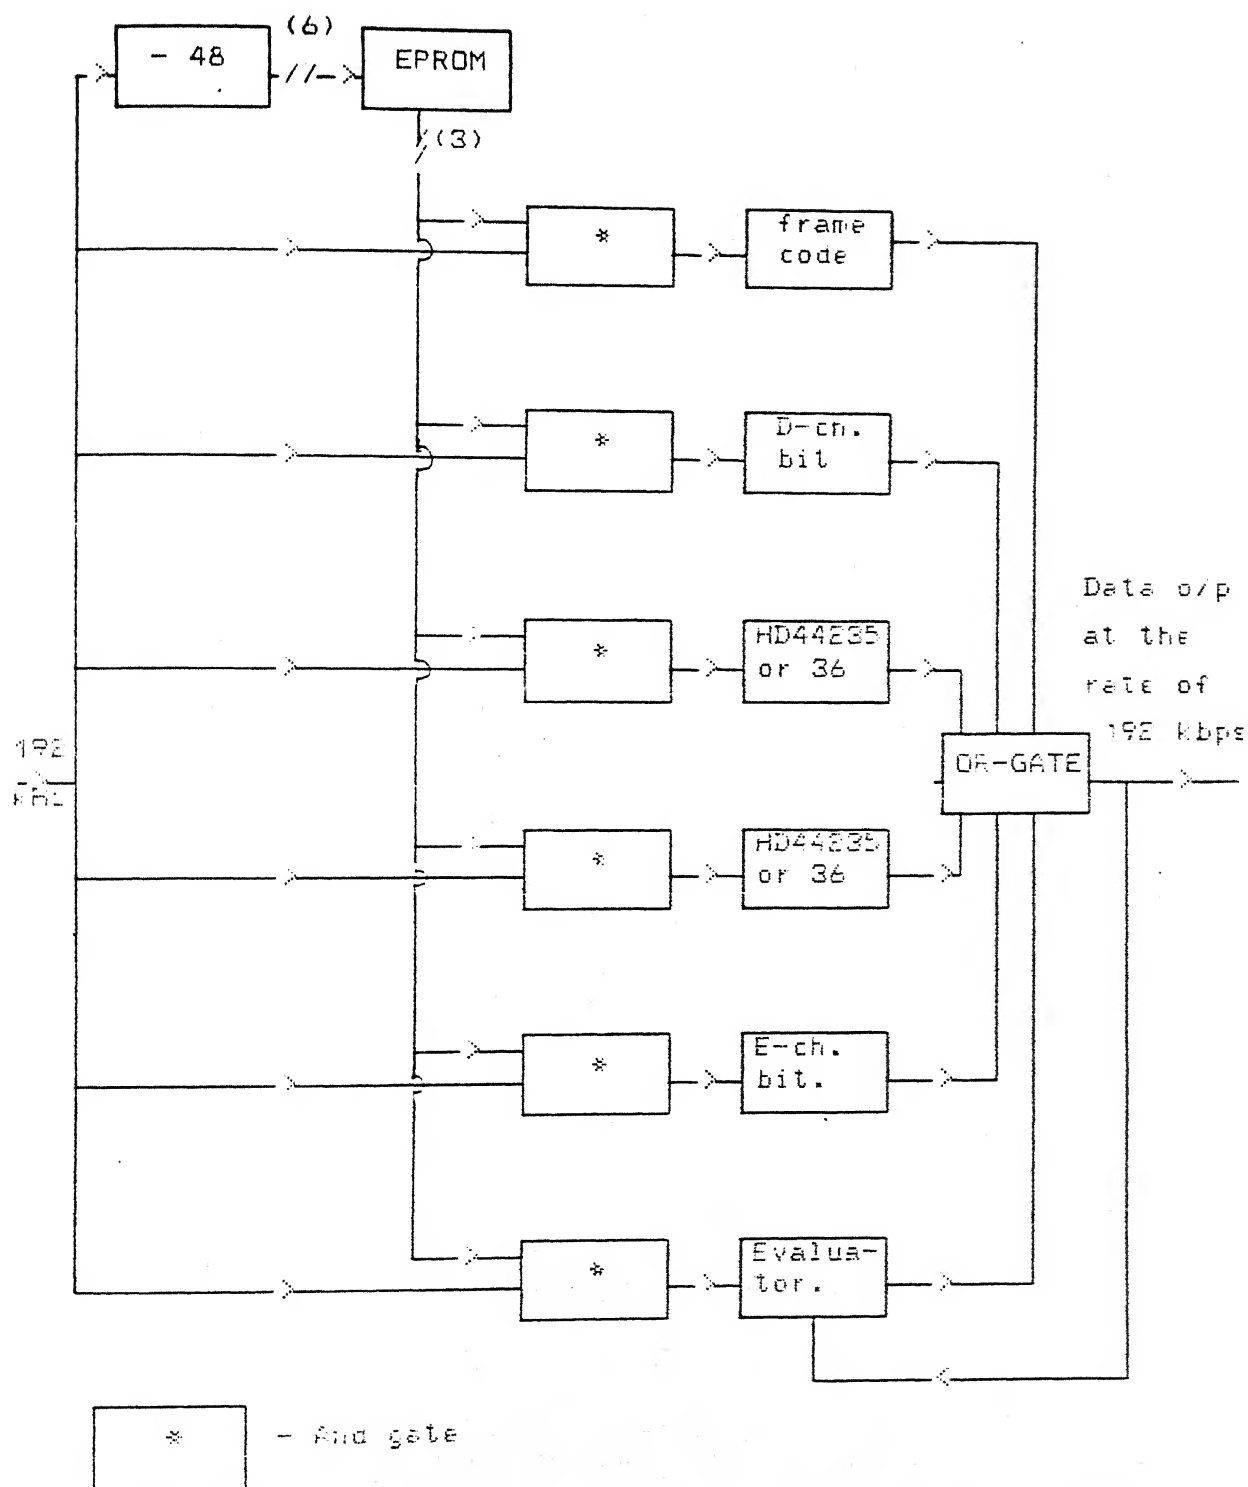 (6)
- 48
EPROM
(3)
*
frame
code
*
D-ch.
bit
Data o/p
at the
rate of
192 kbps
*
HD44235
or 36
192
kHz
OR-GATE
*
HD44235
or 36
*
E-ch.
bit.
*
Evalua-
tor.
*
- And gate